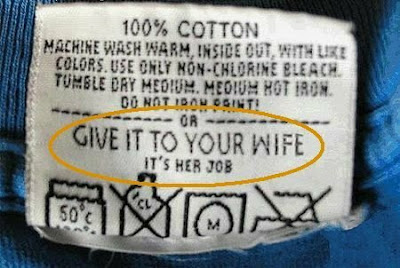 100% COTTON
MACHINE WASH WARM, INSIDE OUT, WITH LIKE
COLORS. USE ONLY NON-CHLORINE BLEACH.
TUMBLE DRY MEDIUM. MEDIUM HOT IRON.
DO NOT IRON PRINT!
OR
GIVE IT TO YOUR WIFE
IT'S HER JOB
50°C CL M